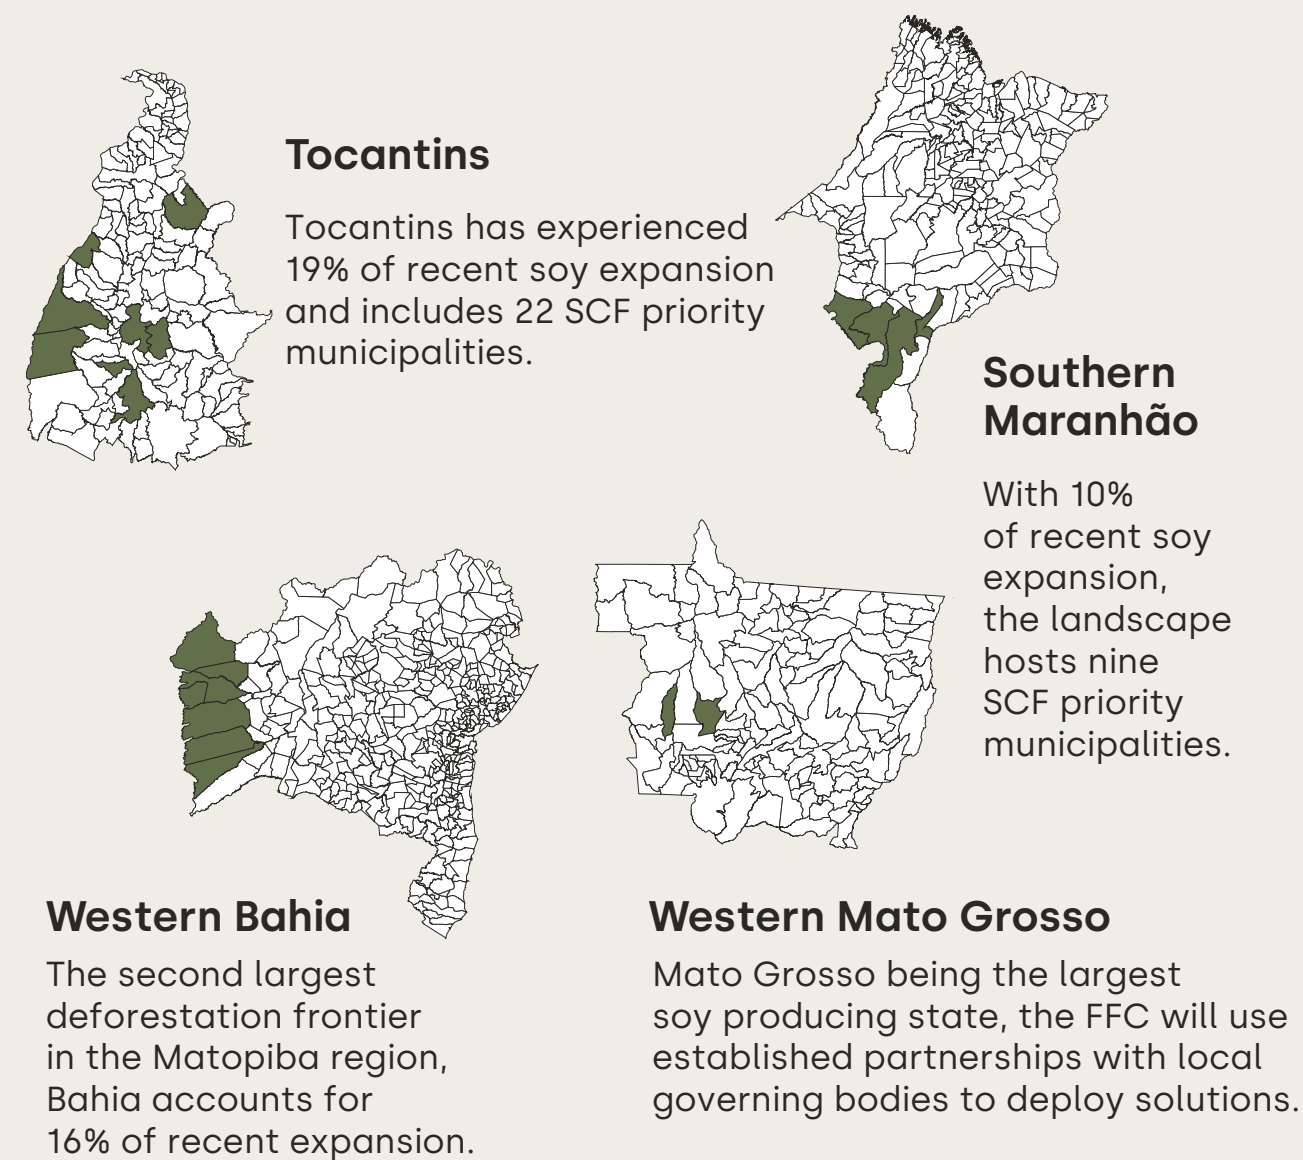 Tocantins
Tocantins has experienced
19% of recent soy expansion
and includes 22 SCF priority
municipalities.
Southern
Maranhão
With 10%
of recent soy
expansion,
the landscape
hosts nine
SCF priority
municipalities.
Western Bahia
The second largest
deforestation frontier
in the Matopiba region,
Bahia accounts for
16% of recent expansion.
Western Mato Grosso
Mato Grosso being the largest
soy producing state, the FFC will use
established partnerships with local
governing bodies to deploy solutions.